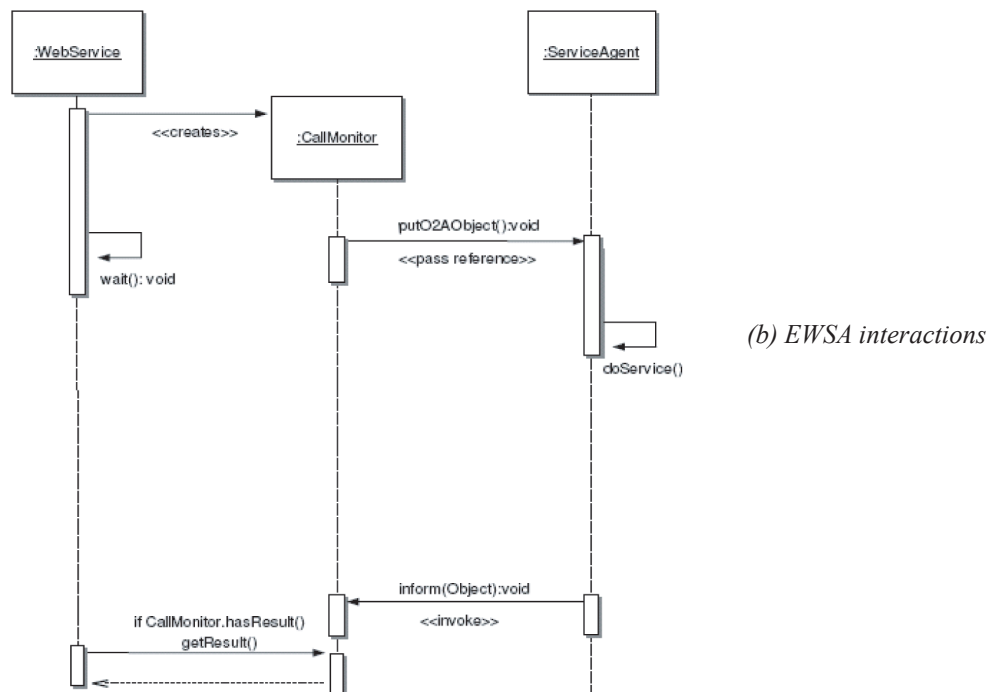 :WebService
:ServiceAgent
<<creates>>
:CallMonitor
putO2AObject():void
<<pass reference>>
wait(): void
(b) EWSA interactions
doService()
inform(Object):void
<<invoke>>
if CallMonitor.hasResult()
getResult()